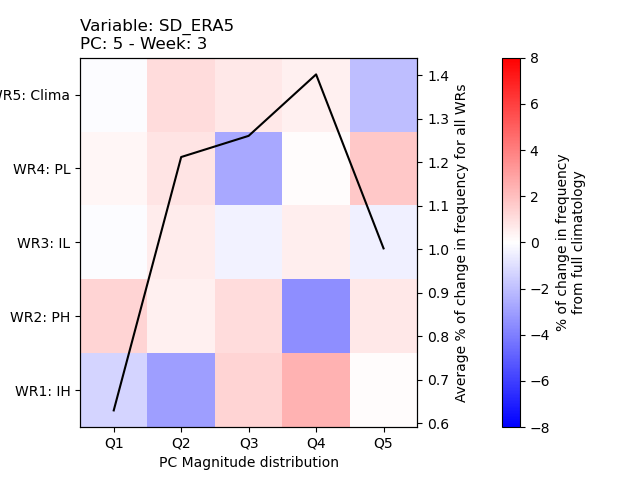 Variable: SD_ERA5
PC: 5 - Week: 3
R5: Clima
WR4: PL
WR3: IL
WR2: PH
WR1: IH
Q1 Q2 Q3 Q4 Q5
PC Magnitude distribution
1.4
1.3
1.2
1.1
1.0
0.9
0.8
0.7
0.6
Average % of change in frequency for all WRs
8
6
4
2
0
−2
−4
−6
−8
% of change in frequency
from full climatology